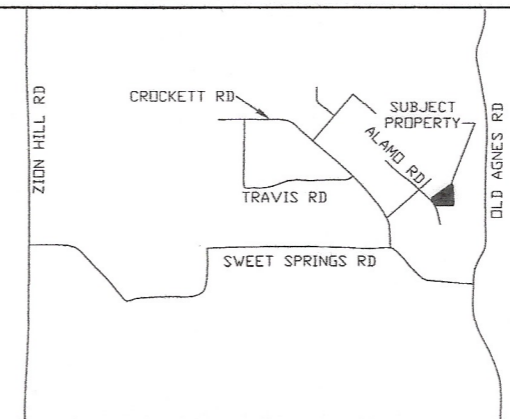 ZION HILL RD
CROCKETT RD
SUBJECT
PROPERTY
ALAMO RD
OLD AGNES RD
TRAVIS RD
SWEET SPRINGS RD